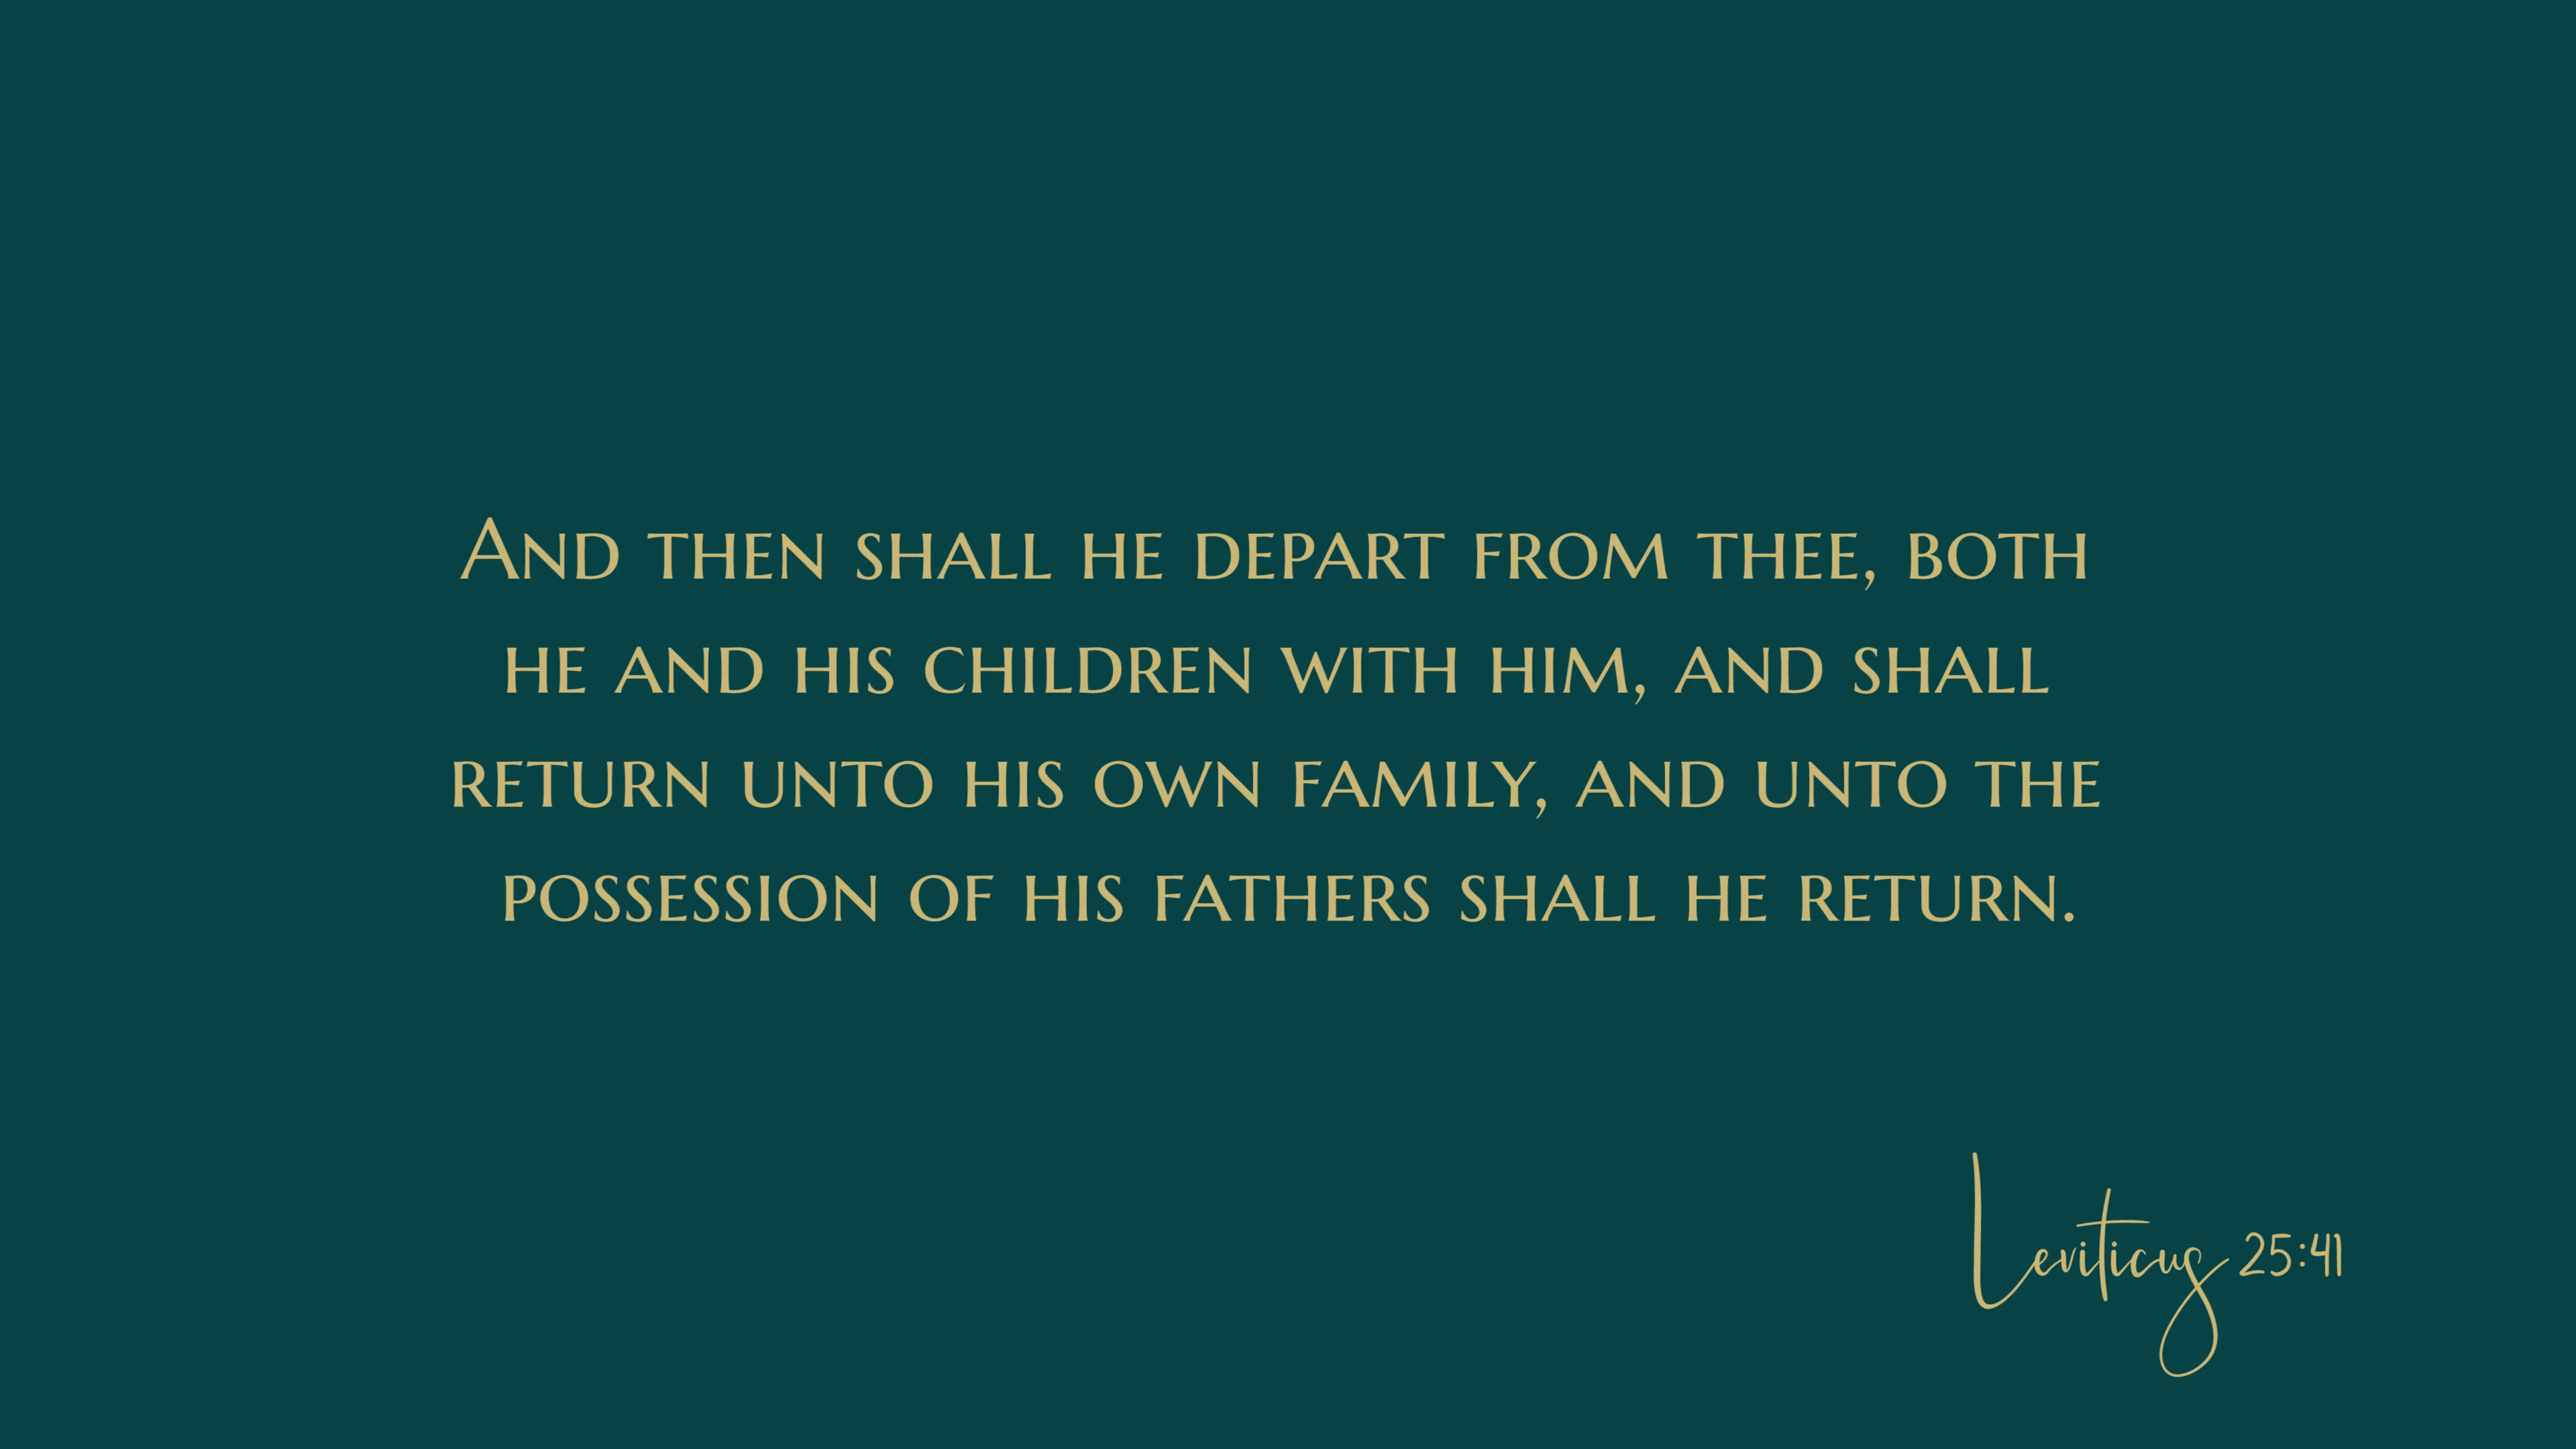 And then shall he depart from thee, both
he and his children with him, and shall
return unto his own family, and unto the
possession of his fathers shall he return.
Leviticus 25:41